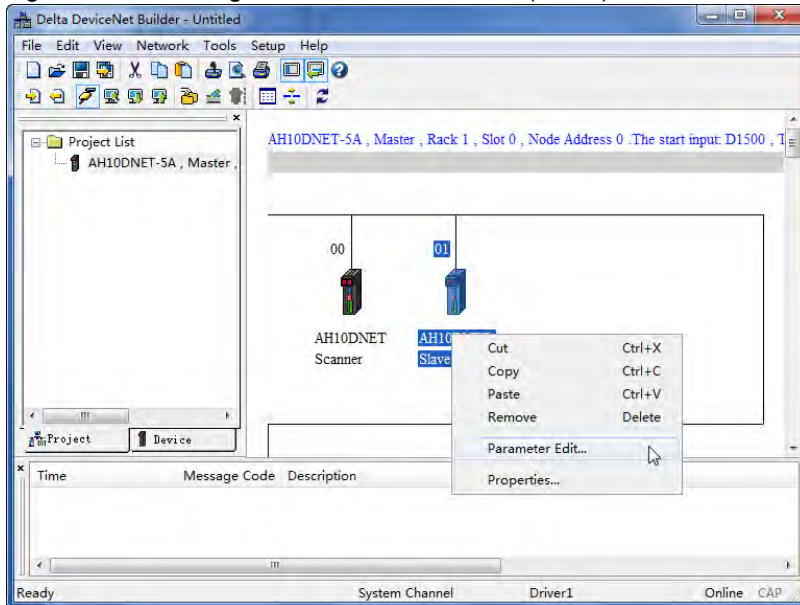 Delta DeviceNet Builder - Untitled
File Edit View Network Tools Setup Help
Project List
AH10DNET-5A , Master ,
Project Device
AH10DNET-5A , Master , Rack 1 , Slot 0 , Node Address 0 .The start input: D1500 ,
00 01
AH10DNET
Scanner
Slave
Cut Ctrl+X
Copy Ctrl+C
Paste Ctrl+V
Remove Delete
Parameter Edit...
Properties...
Time Message Code Description
Ready System Channel Driver1 Online CAP